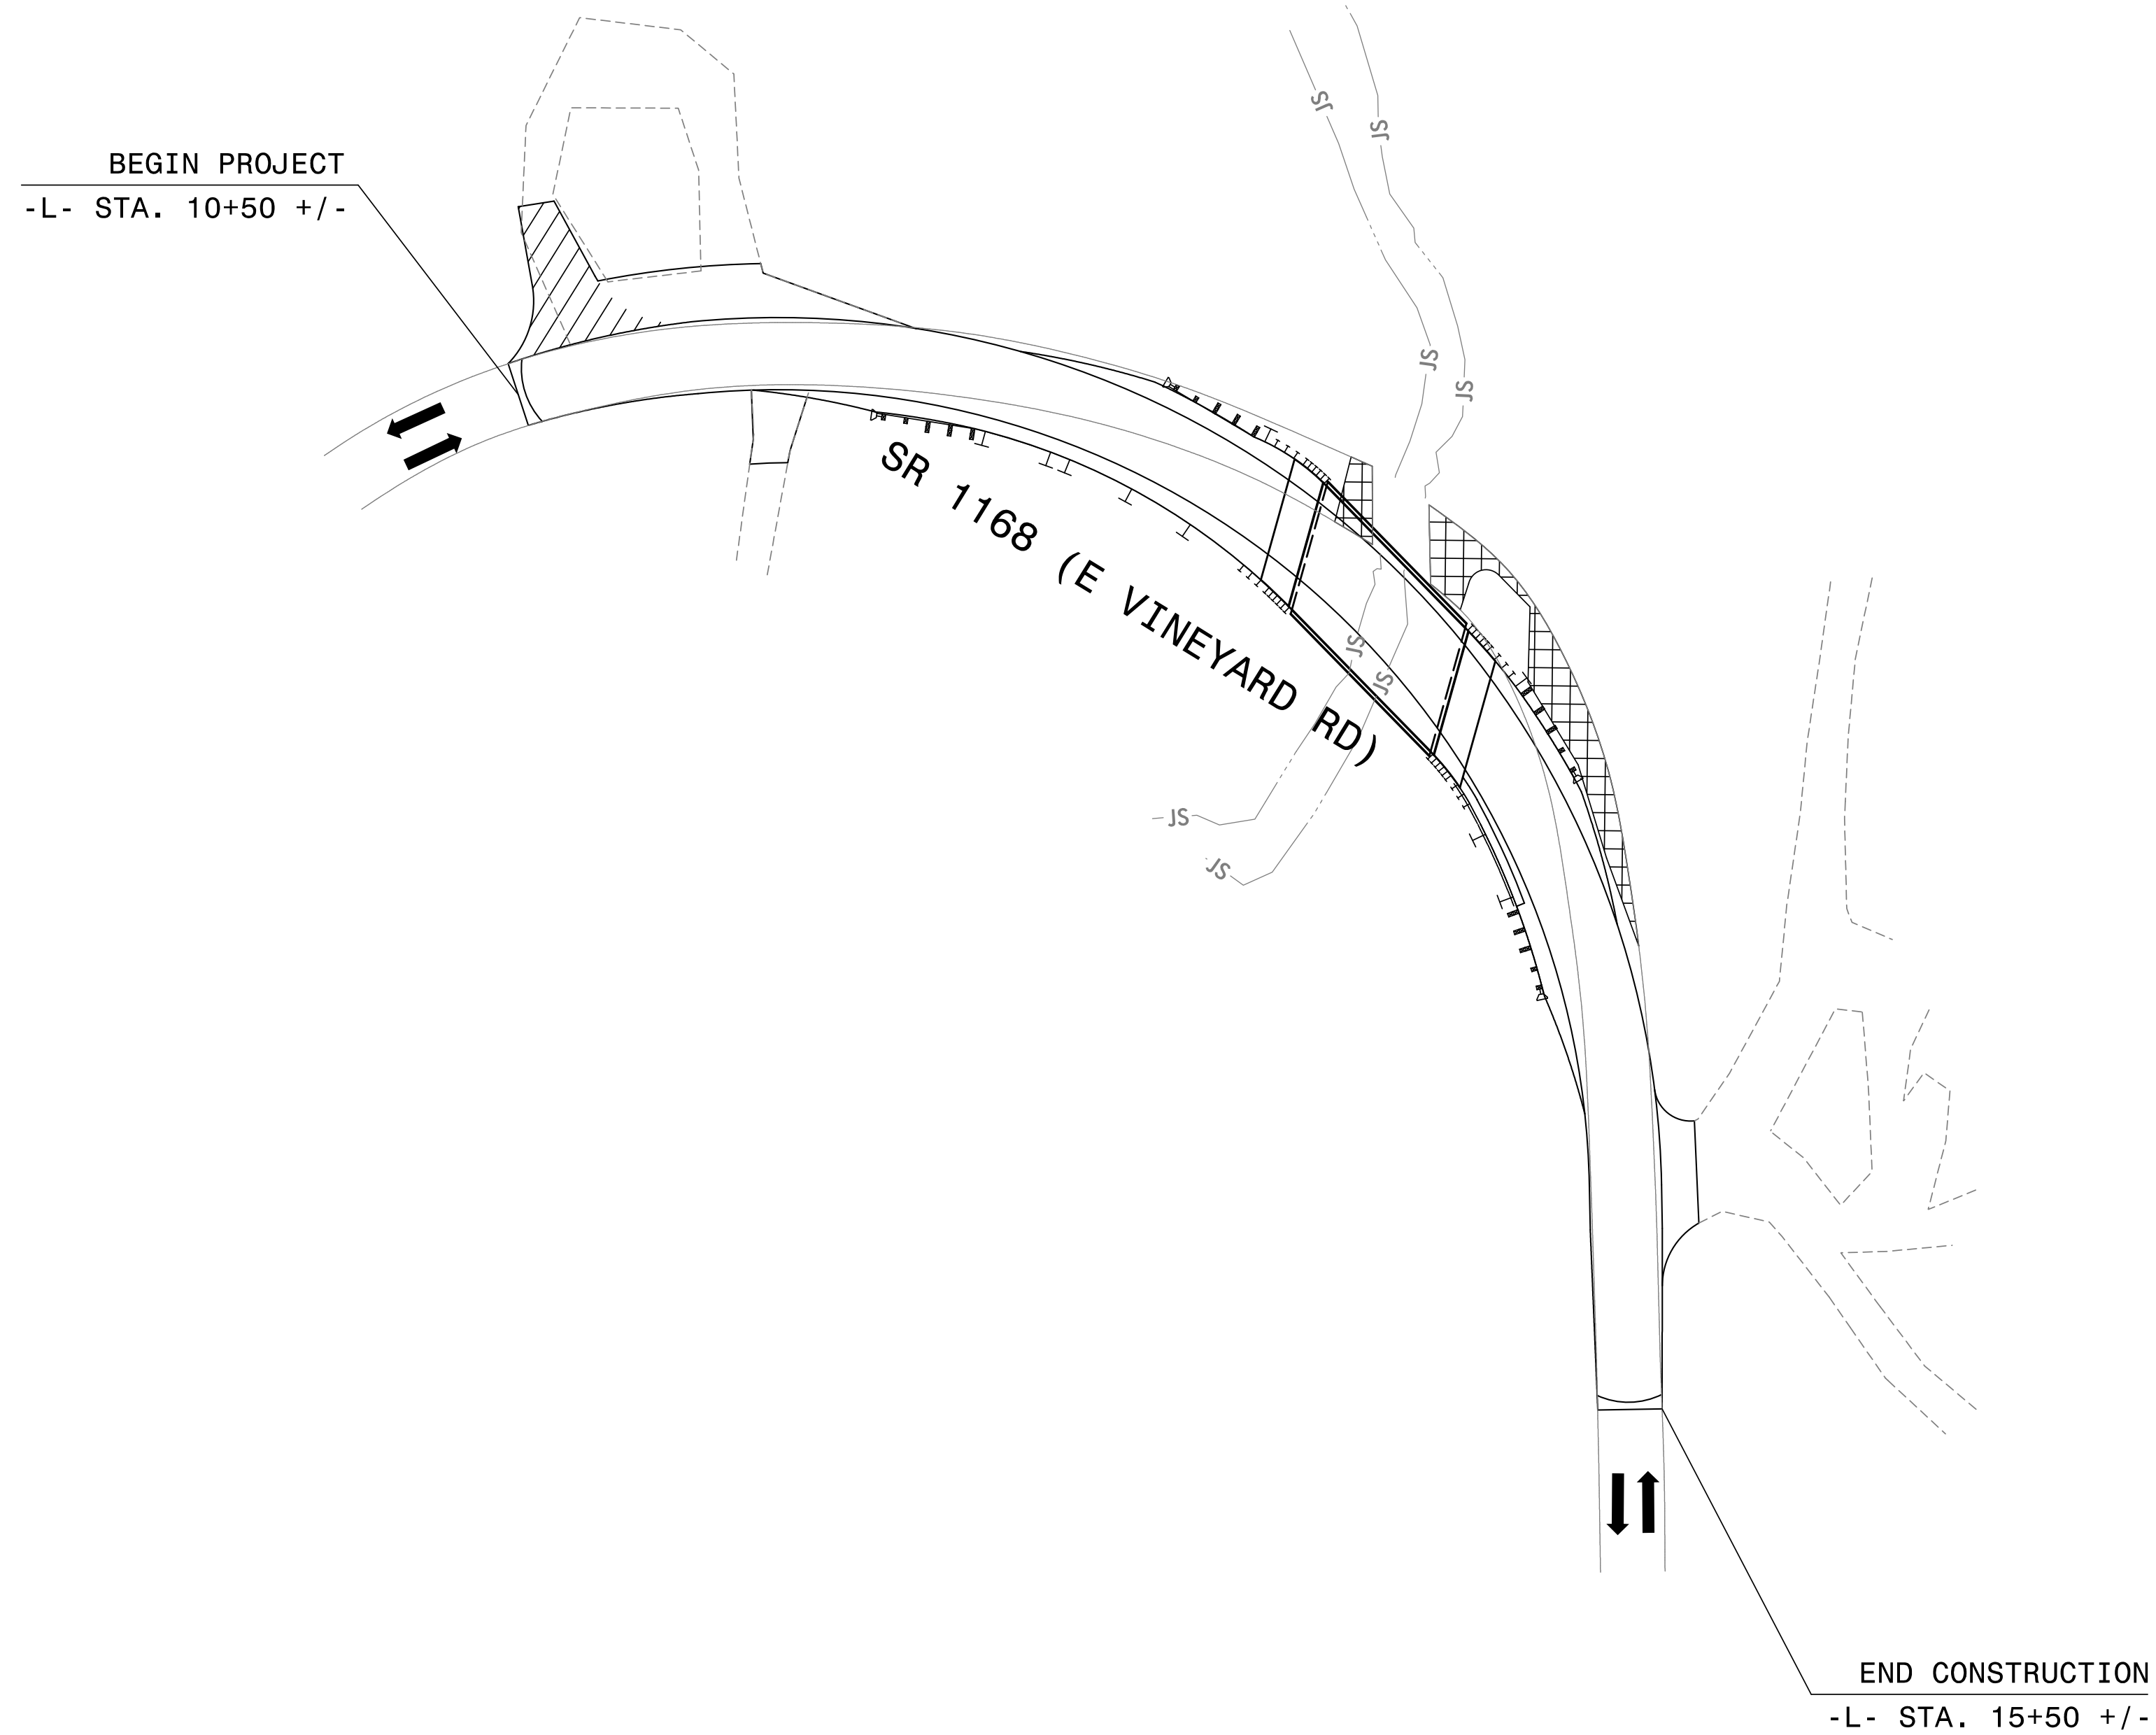 BEGIN PROJECT
-L- STA. 10+50 +/-
JS
JS
JS
JS
SR 1168 (E VINEYARD RD)
JS
JS
JS
JS
END CONSTRUCTION
-L- STA. 15+50 +/-